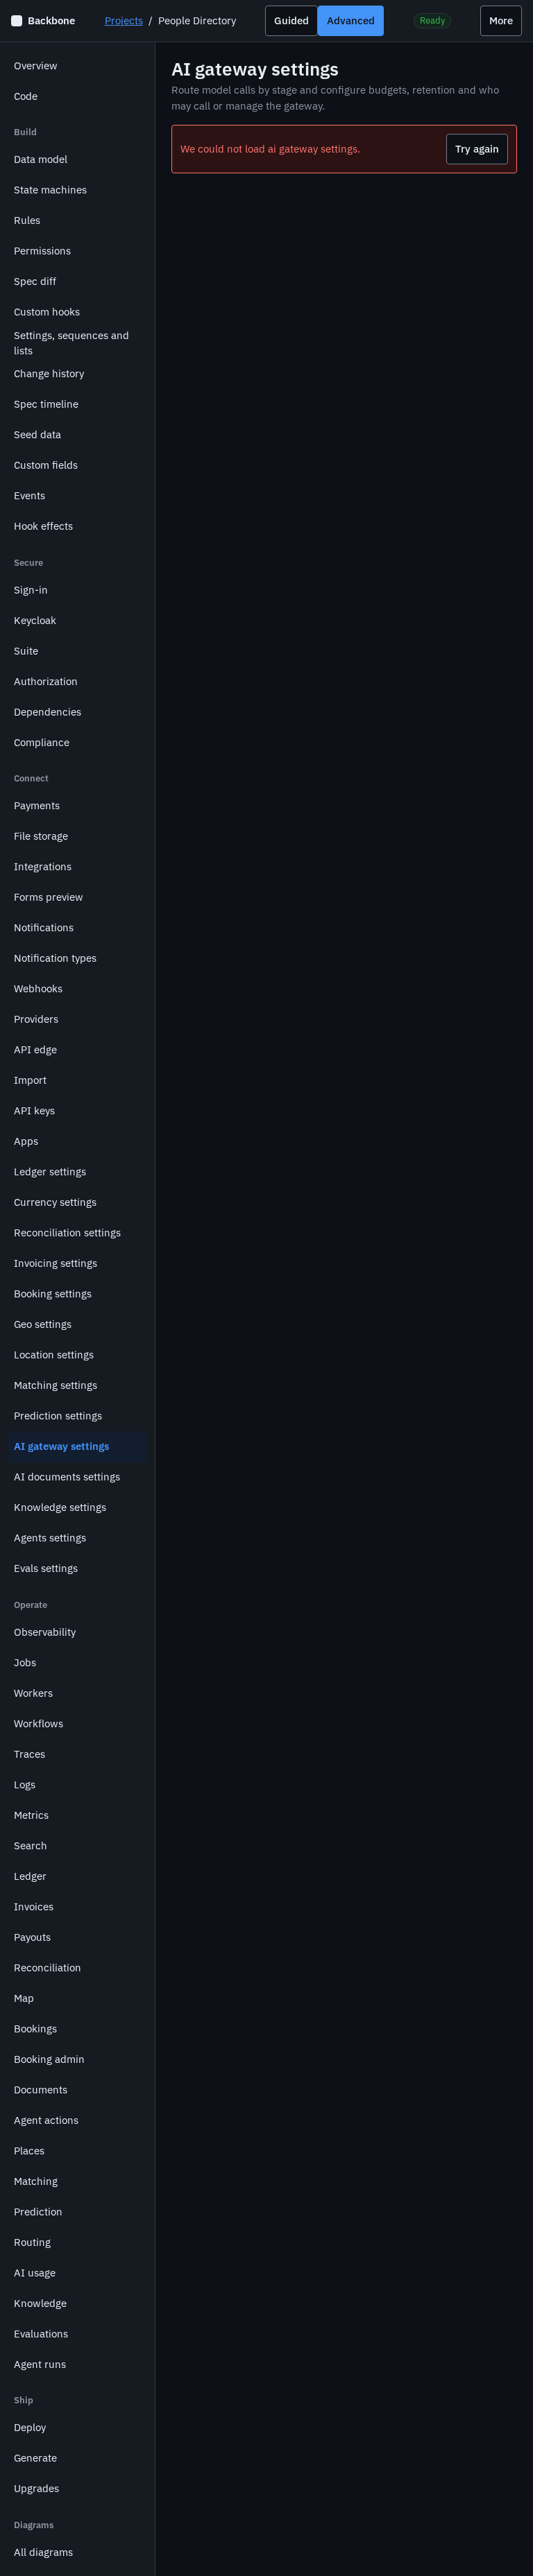 Backbone
Projects / People Directory
Guided
Advanced
Ready
More
Overview
Code
Build
Data model
State machines
Rules
Permissions
Spec diff
Custom hooks
Settings, sequences and
lists
Change history
Spec timeline
Seed data
Custom fields
Events
Hook effects
Secure
Sign-in
Keycloak
Suite
Authorization
Dependencies
Compliance
Connect
Payments
File storage
Integrations
Forms preview
Notifications
Notification types
Webhooks
Providers
API edge
Import
API keys
Apps
Ledger settings
Currency settings
Reconciliation settings
Invoicing settings
Booking settings
Geo settings
Location settings
Matching settings
Prediction settings
AI gateway settings
AI documents settings
Knowledge settings
Agents settings
Evals settings
Operate
Observability
Jobs
Workers
Workflows
Traces
Logs
Metrics
Search
Ledger
Invoices
Payouts
Reconciliation
Map
Bookings
Booking admin
Documents
Agent actions
Places
Matching
Prediction
Routing
AI usage
Knowledge
Evaluations
Agent runs
Ship
Deploy
Generate
Upgrades
Diagrams
All diagrams
AI gateway settings
Route model calls by stage and configure budgets, retention and who
may call or manage the gateway.
We could not load ai gateway settings.
Try again